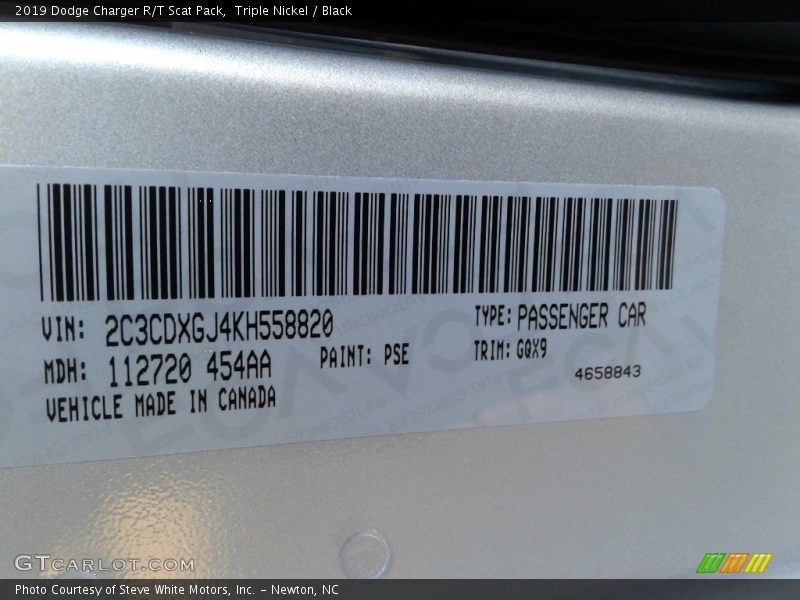 2019 Dodge Charger R/T Scat Pack,  Triple Nickel / Black
VIN: 2C3CDXGJ4KH558820
TYPE: PASSENGER CAR
MDH: 112720 454AA
PAINT: PSE
TRIM: GQX9
4658843
VEHICLE MADE IN CANADA
GTCARLOT.COM
Photo Courtesy of Steve White Motors, Inc. – Newton, NC